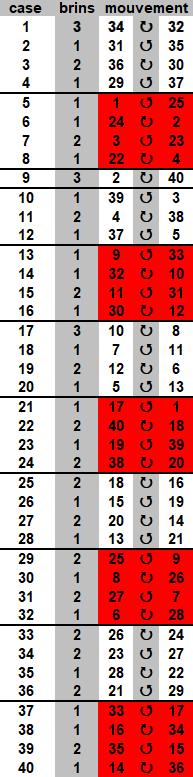 case brins mouvement
1 3 34 ↻ 32
2 1 31 ↺ 35
3 2 36 ↻ 30
4 1 29 ↺ 37
5 1 1 ↺ 25
6 1 24 ↻ 2
7 2 3 ↺ 23
8 1 22 ↻ 4
9 3 2 ↻ 40
10 1 39 ↺ 3
11 2 4 ↻ 38
12 1 37 ↺ 5
13 1 9 ↺ 33
14 1 32 ↻ 10
15 2 11 ↺ 31
16 1 30 ↻ 12
17 3 10 ↻ 8
18 1 7 ↺ 11
19 2 12 ↻ 6
20 1 5 ↺ 13
21 1 17 ↺ 1
22 2 40 ↻ 18
23 1 19 ↺ 39
24 2 38 ↻ 20
25 2 18 ↻ 16
26 1 15 ↺ 19
27 2 20 ↻ 14
28 1 13 ↺ 21
29 2 25 ↺ 9
30 1 8 ↻ 26
31 2 27 ↺ 7
32 1 6 ↻ 28
33 2 26 ↻ 24
34 2 23 ↺ 27
35 1 28 ↻ 22
36 2 21 ↺ 29
37 1 33 ↺ 17
38 1 16 ↻ 34
39 2 35 ↺ 15
40 1 14 ↻ 36